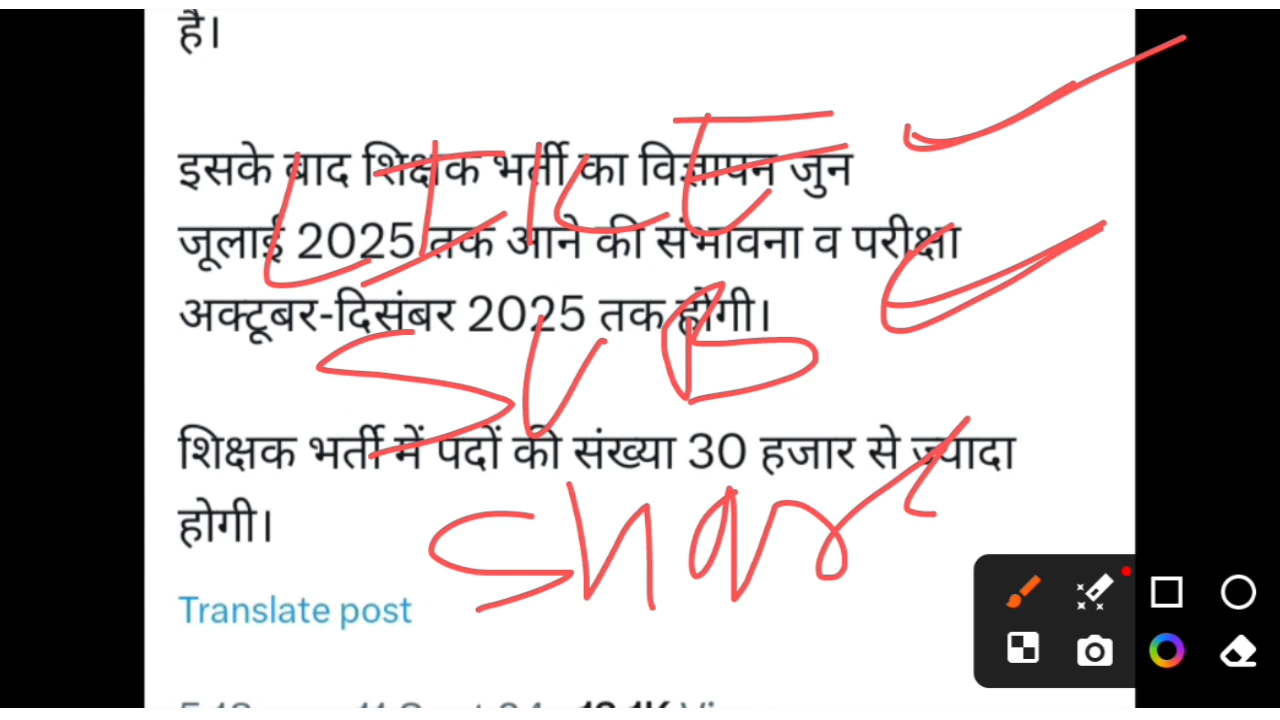 है।
इसके बाद शिक्षक भर्ती का विज्ञापन जुन
जूलाई 2025 तक आने की संभावना व परीक्षा
अक्टूबर-दिसंबर 2025 तक होगी।
शिक्षक भर्ती में पदों की संख्या 30 हजार से ज्यादा
होगी।
LIKE
SUB
Share
Translate post